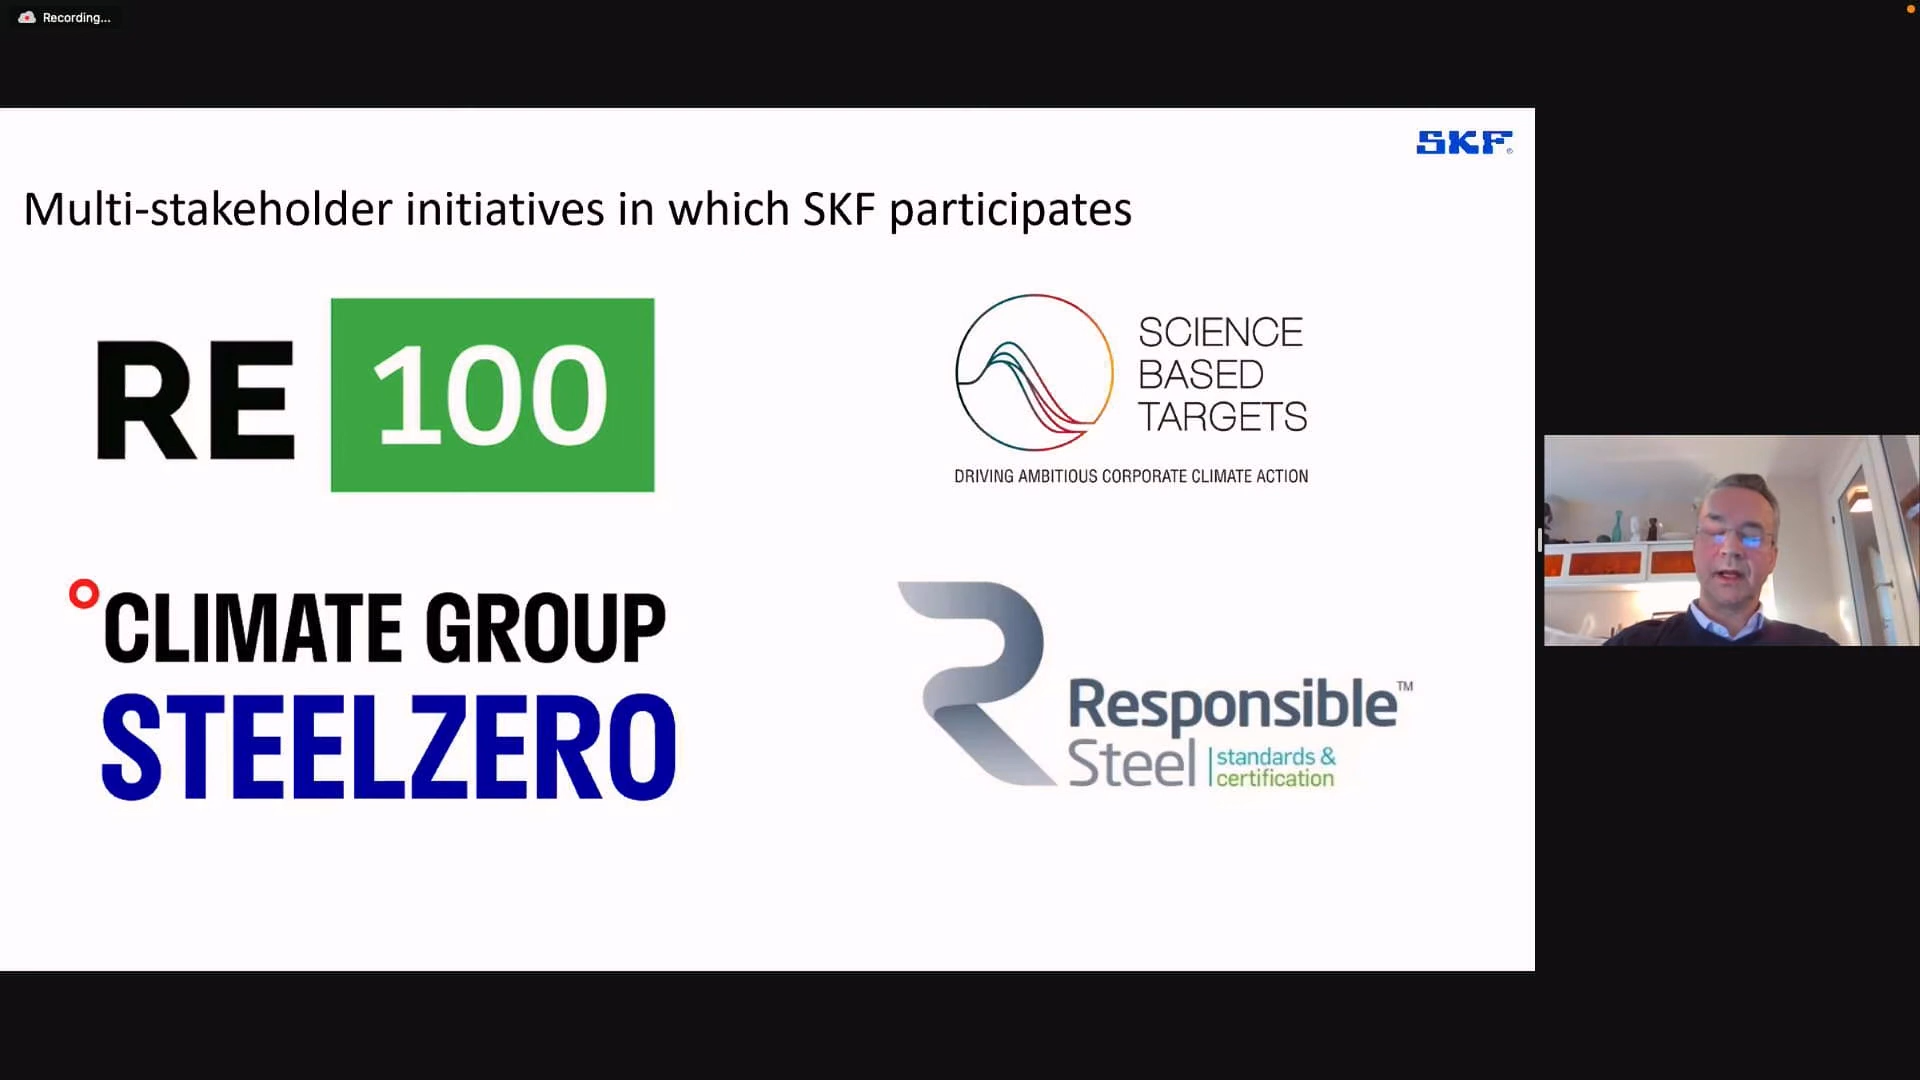 Recording...
SKF
Multi-stakeholder initiatives in which SKF participates
RE 100
SCIENCE
BASED
TARGETS
DRIVING AMBITIOUS CORPORATE CLIMATE ACTION
CLIMATE GROUP
STEELZERO
Responsible™
Steel | standards &
certification